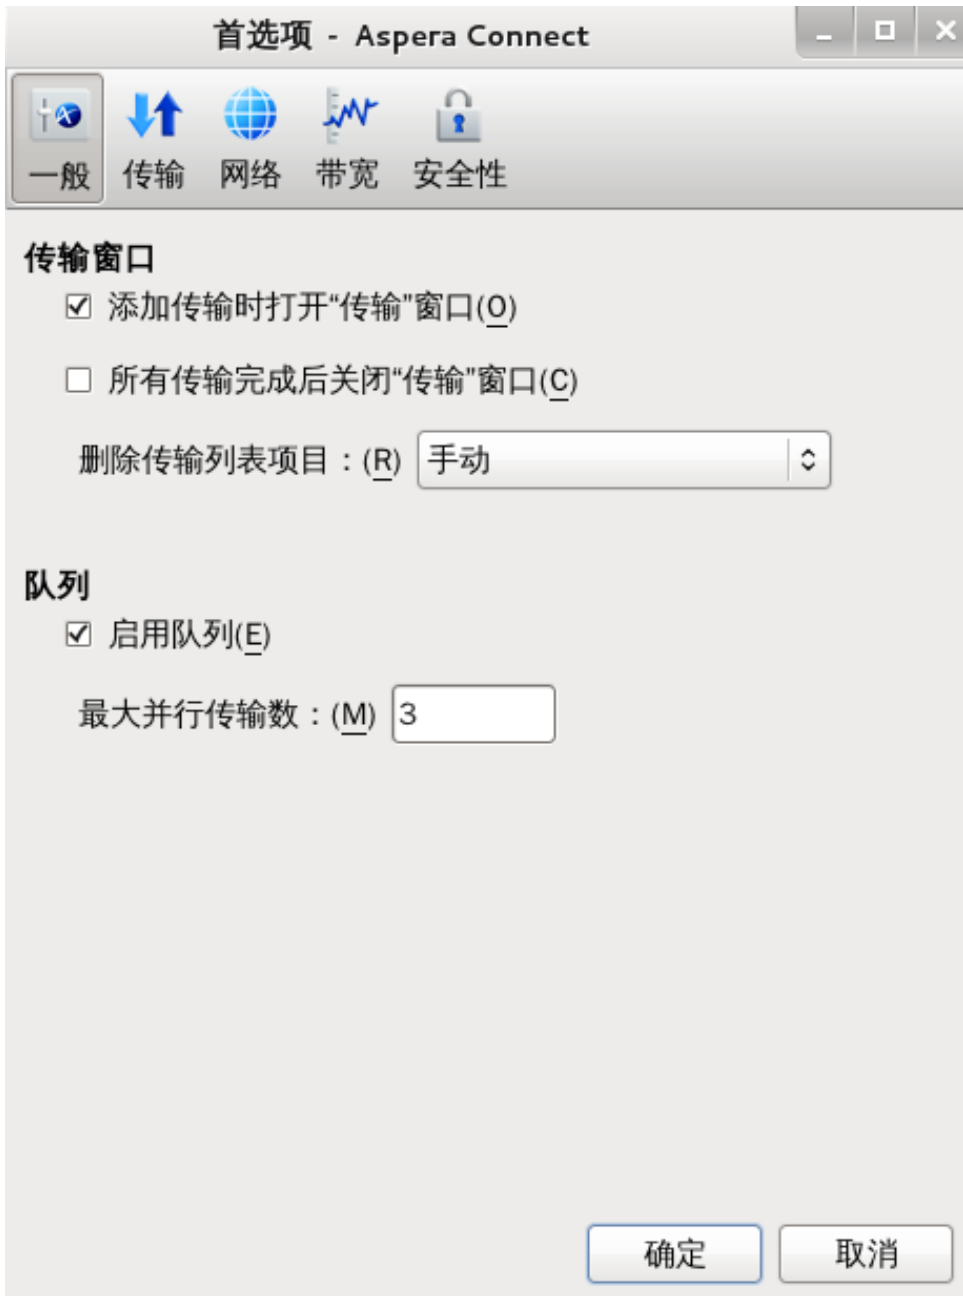 首选项 - Aspera Connect
一般 传输 网络 带宽 安全性
传输窗口
添加传输时打开“传输”窗口(O)
所有传输完成后关闭“传输”窗口(C)
删除传输列表项目：(R) 手动
队列
启用队列(E)
最大并行传输数：(M) 3
确定 取消